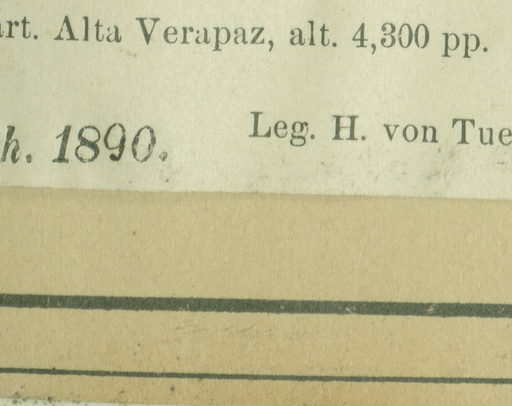 rt. Alta Verapaz, alt. 4,300 pp.
h. 1890. Leg. H. von Tue